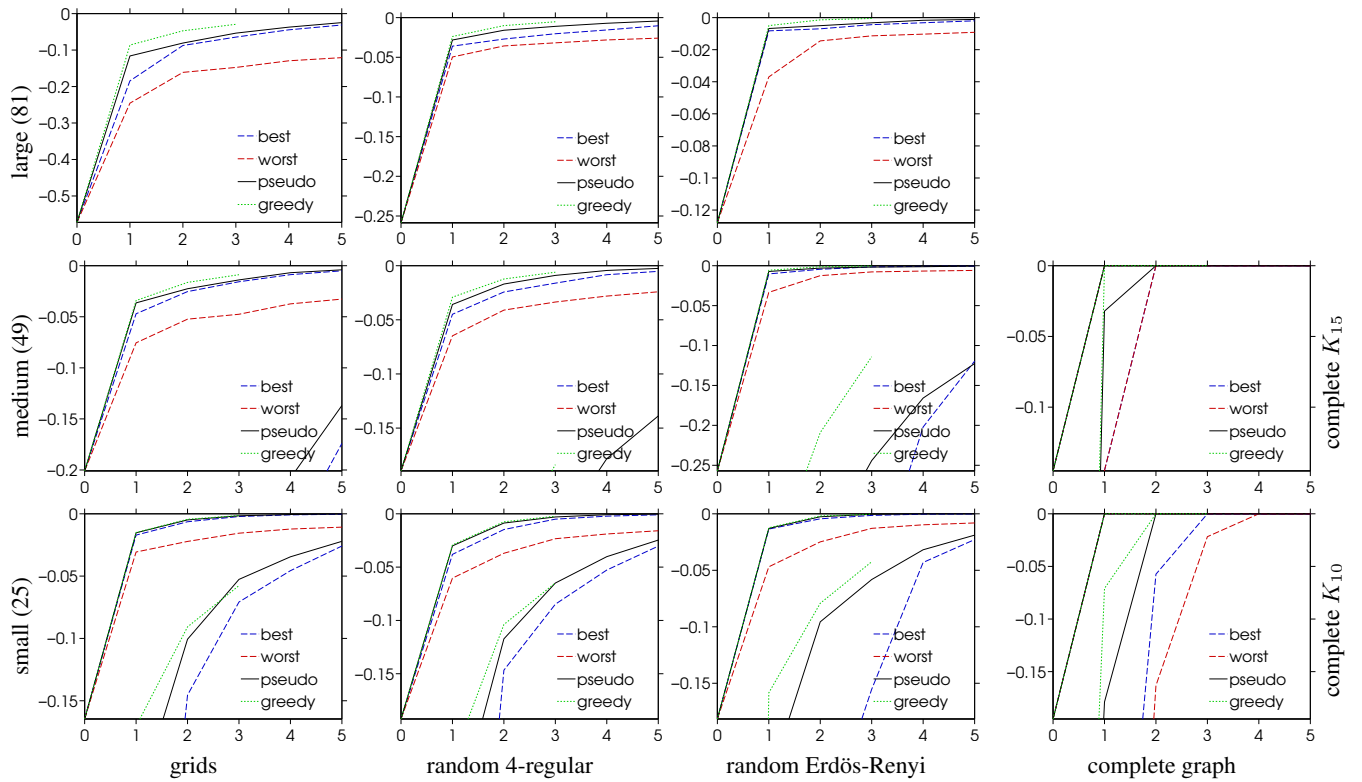 large (81)
0
−0.1
−0.2
−0.3
−0.4
−0.5
best
worst
pseudo
greedy
0 1 2 3 4 5
0
−0.05
−0.1
−0.15
−0.2
−0.25
best
worst
pseudo
greedy
0 1 2 3 4 5
0
−0.02
−0.04
−0.06
−0.08
−0.1
−0.12
best
worst
pseudo
greedy
0 1 2 3 4 5
medium (49)
0
−0.05
−0.1
−0.15
−0.2
best
worst
pseudo
greedy
0 1 2 3 4 5
0
−0.05
−0.1
−0.15
best
worst
pseudo
greedy
0 1 2 3 4 5
0
−0.05
−0.1
−0.15
−0.2
−0.25
best
worst
pseudo
greedy
0 1 2 3 4 5
0
−0.05
−0.1
best
worst
pseudo
greedy
0 1 2 3 4 5
complete K15
small (25)
0
−0.05
−0.1
−0.15
best
worst
pseudo
greedy
0 1 2 3 4 5
0
−0.05
−0.1
−0.15
best
worst
pseudo
greedy
0 1 2 3 4 5
0
−0.05
−0.1
−0.15
best
worst
pseudo
greedy
0 1 2 3 4 5
0
−0.05
−0.1
−0.15
best
worst
pseudo
greedy
0 1 2 3 4 5
complete K10
grids
random 4-regular
random Erdös-Renyi
complete graph